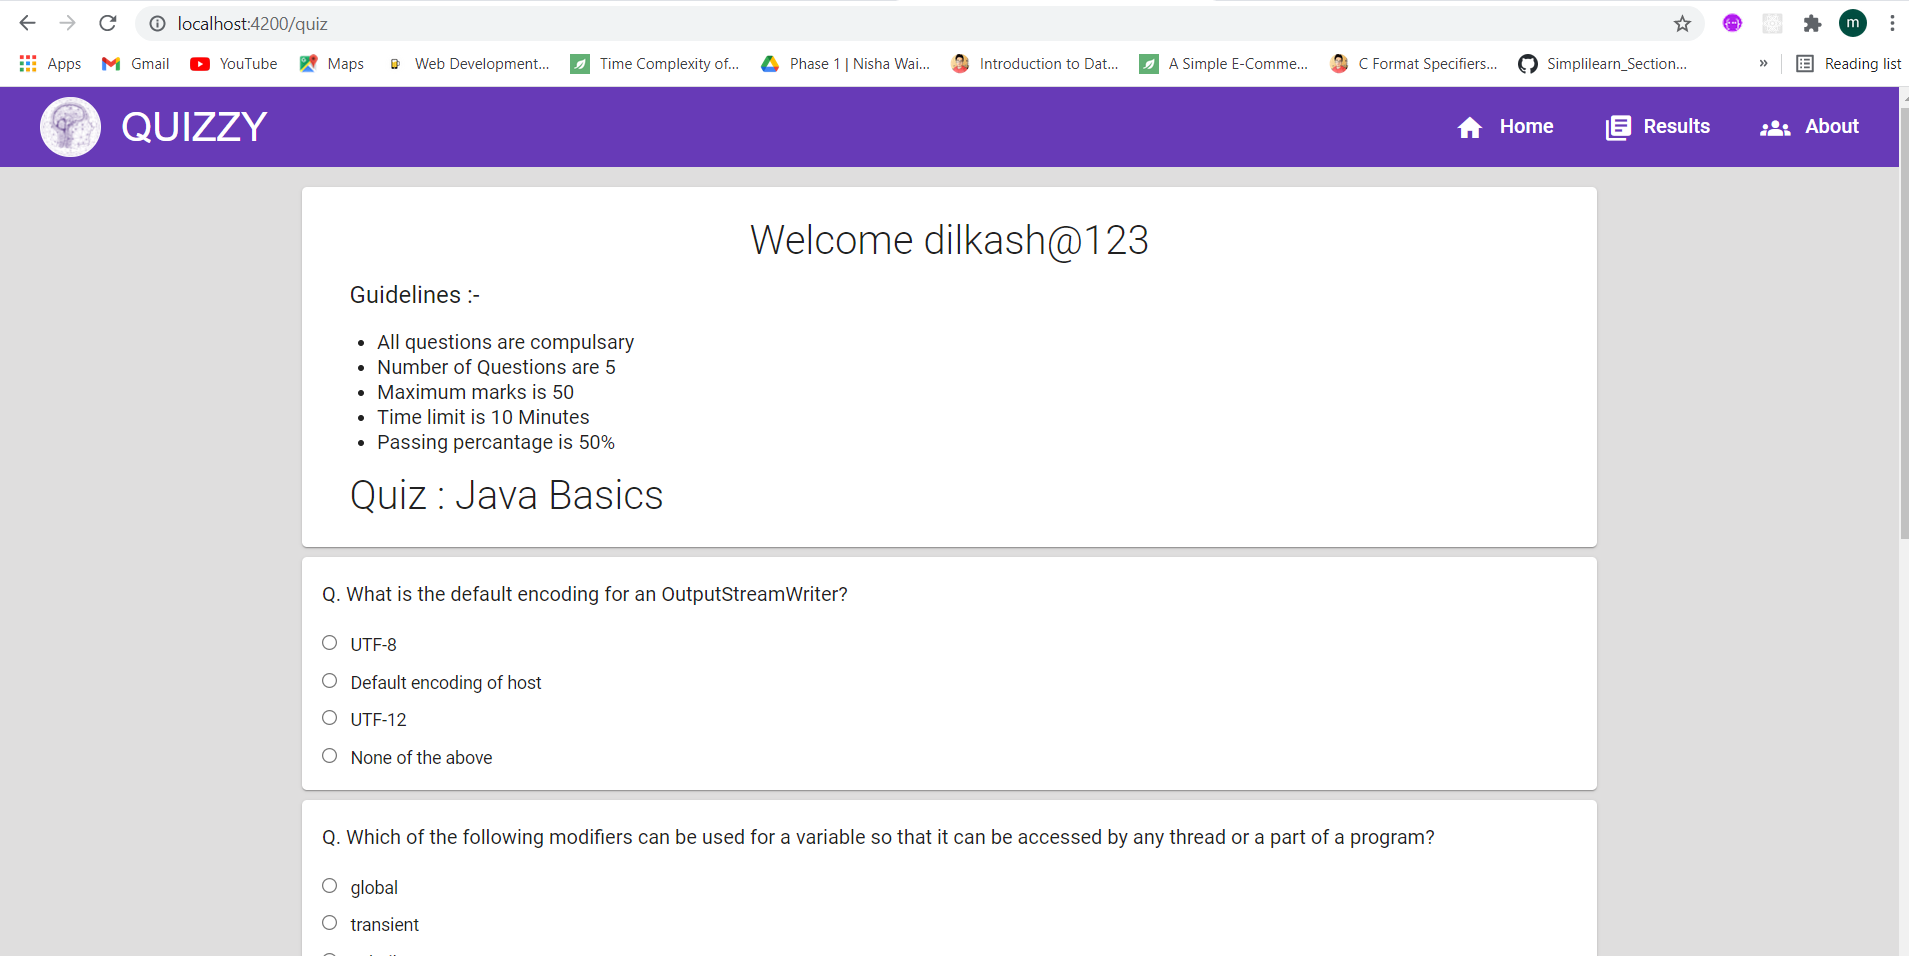 localhost:4200/quiz
m
Apps Gmail YouTube Maps Web Development... Time Complexity of... Phase 1 | Nisha Wai... Introduction to Dat... A Simple E-Comme... C Format Specifiers... Simplilearn_Section... » Reading list
QUIZZY Home Results About
Welcome dilkash@123
Guidelines :-
All questions are compulsary
Number of Questions are 5
Maximum marks is 50
Time limit is 10 Minutes
Passing percantage is 50%
Quiz : Java Basics
Q. What is the default encoding for an OutputStreamWriter?
UTF-8
Default encoding of host
UTF-12
None of the above
Q. Which of the following modifiers can be used for a variable so that it can be accessed by any thread or a part of a program?
global
transient